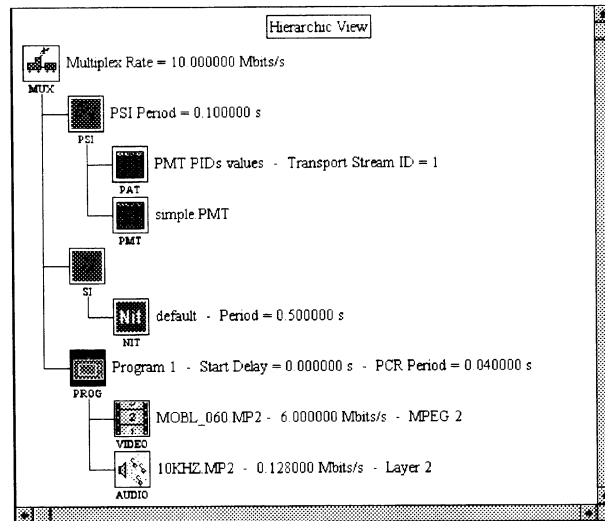 Hierarchic View
Multiplex Rate = 10 000000 Mbits/s
MUX
PSI Period = 0.100000 s
PSI
PMT PIDs values - Transport Stream ID = 1
PAT
simple.PMT
PMT
SI
Nit
default - Period = 0.500000 s
NIT
Program 1 - Start Delay = 0.000000 s - PCR Period = 0.040000 s
PROG
2
MOBL_060.MP2 - 6.000000 Mbits/s - MPEG 2
VIDEO
10KHZ.MP2 - 0.128000 Mbits/s - Layer 2
AUDIO